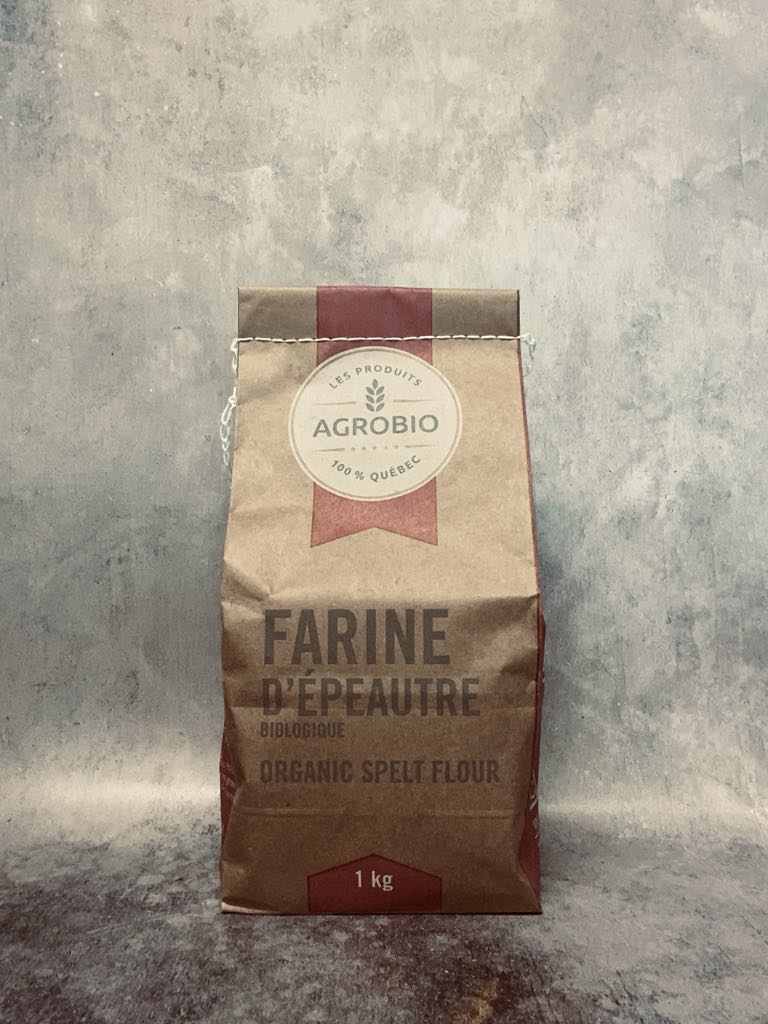 LES PRODUITS
AGROBIO
100 % QUÉBEC
FARINE
D'ÉPEAUTRE
BIOLOGIQUE
ORGANIC SPELT FLOUR
1 kg